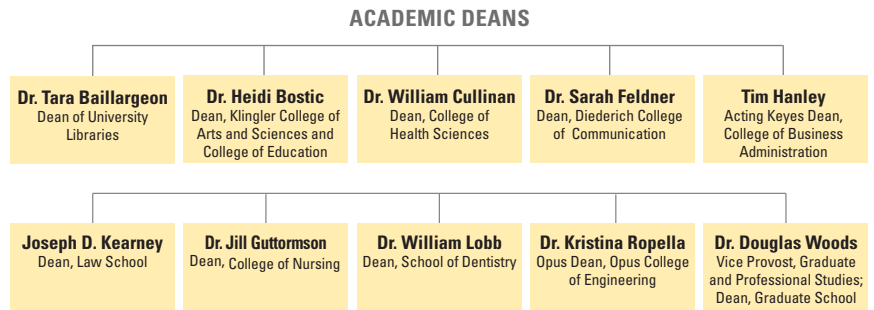 ACADEMIC DEANS
Dr. Tara Baillargeon
Dean of University
Libraries
Dr. Heidi Bostic
Dean, Klingler College of
Arts and Sciences and
College of Education
Dr. William Cullinan
Dean, College of
Health Sciences
Dr. Sarah Feldner
Dean, Diederich College
of Communication
Tim Hanley
Acting Keyes Dean,
College of Business
Administration
Joseph D. Kearney
Dean, Law School
Dr. Jill Guttormson
Dean, College of Nursing
Dr. William Lobb
Dean, School of Dentistry
Dr. Kristina Ropella
Opus Dean, Opus College
of Engineering
Dr. Douglas Woods
Vice Provost, Graduate
and Professional Studies;
Dean, Graduate School